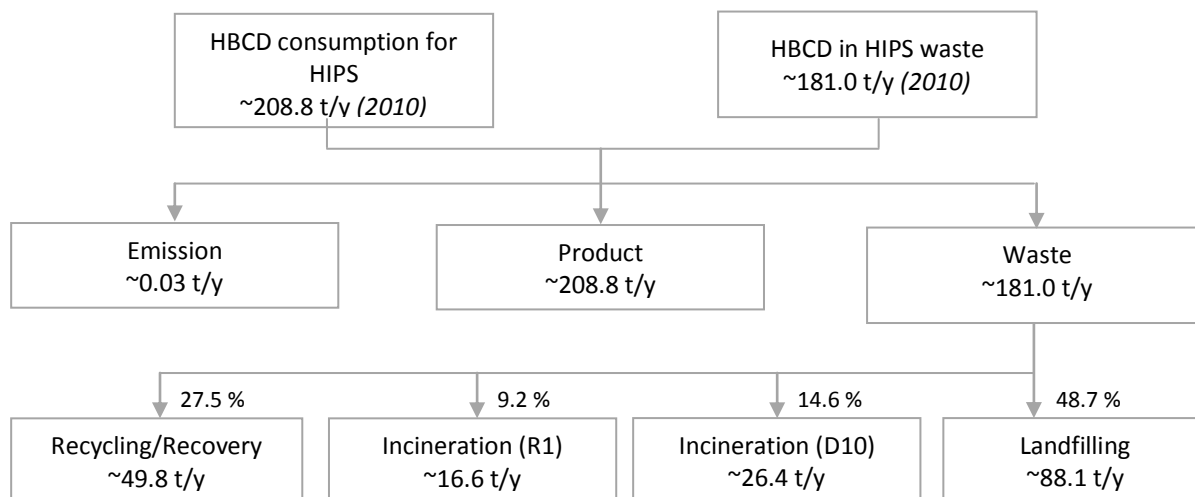 HBCD consumption for
HIPS
~208.8 t/y (2010)
HBCD in HIPS waste
~181.0 t/y (2010)
Emission
~0.03 t/y
Product
~208.8 t/y
Waste
~181.0 t/y
27.5 %
9.2 %
14.6 %
48.7 %
Recycling/Recovery
~49.8 t/y
Incineration (R1)
~16.6 t/y
Incineration (D10)
~26.4 t/y
Landfilling
~88.1 t/y